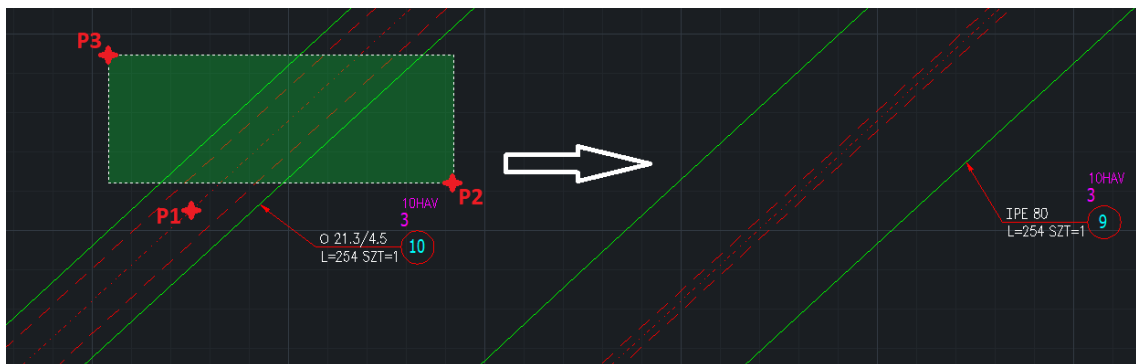 P3
P1
P2
10HAV
3
O 21.3/4.5
L=254 SZT=1
10
10HAV
3
IPE 80
L=254 SZT=1
9